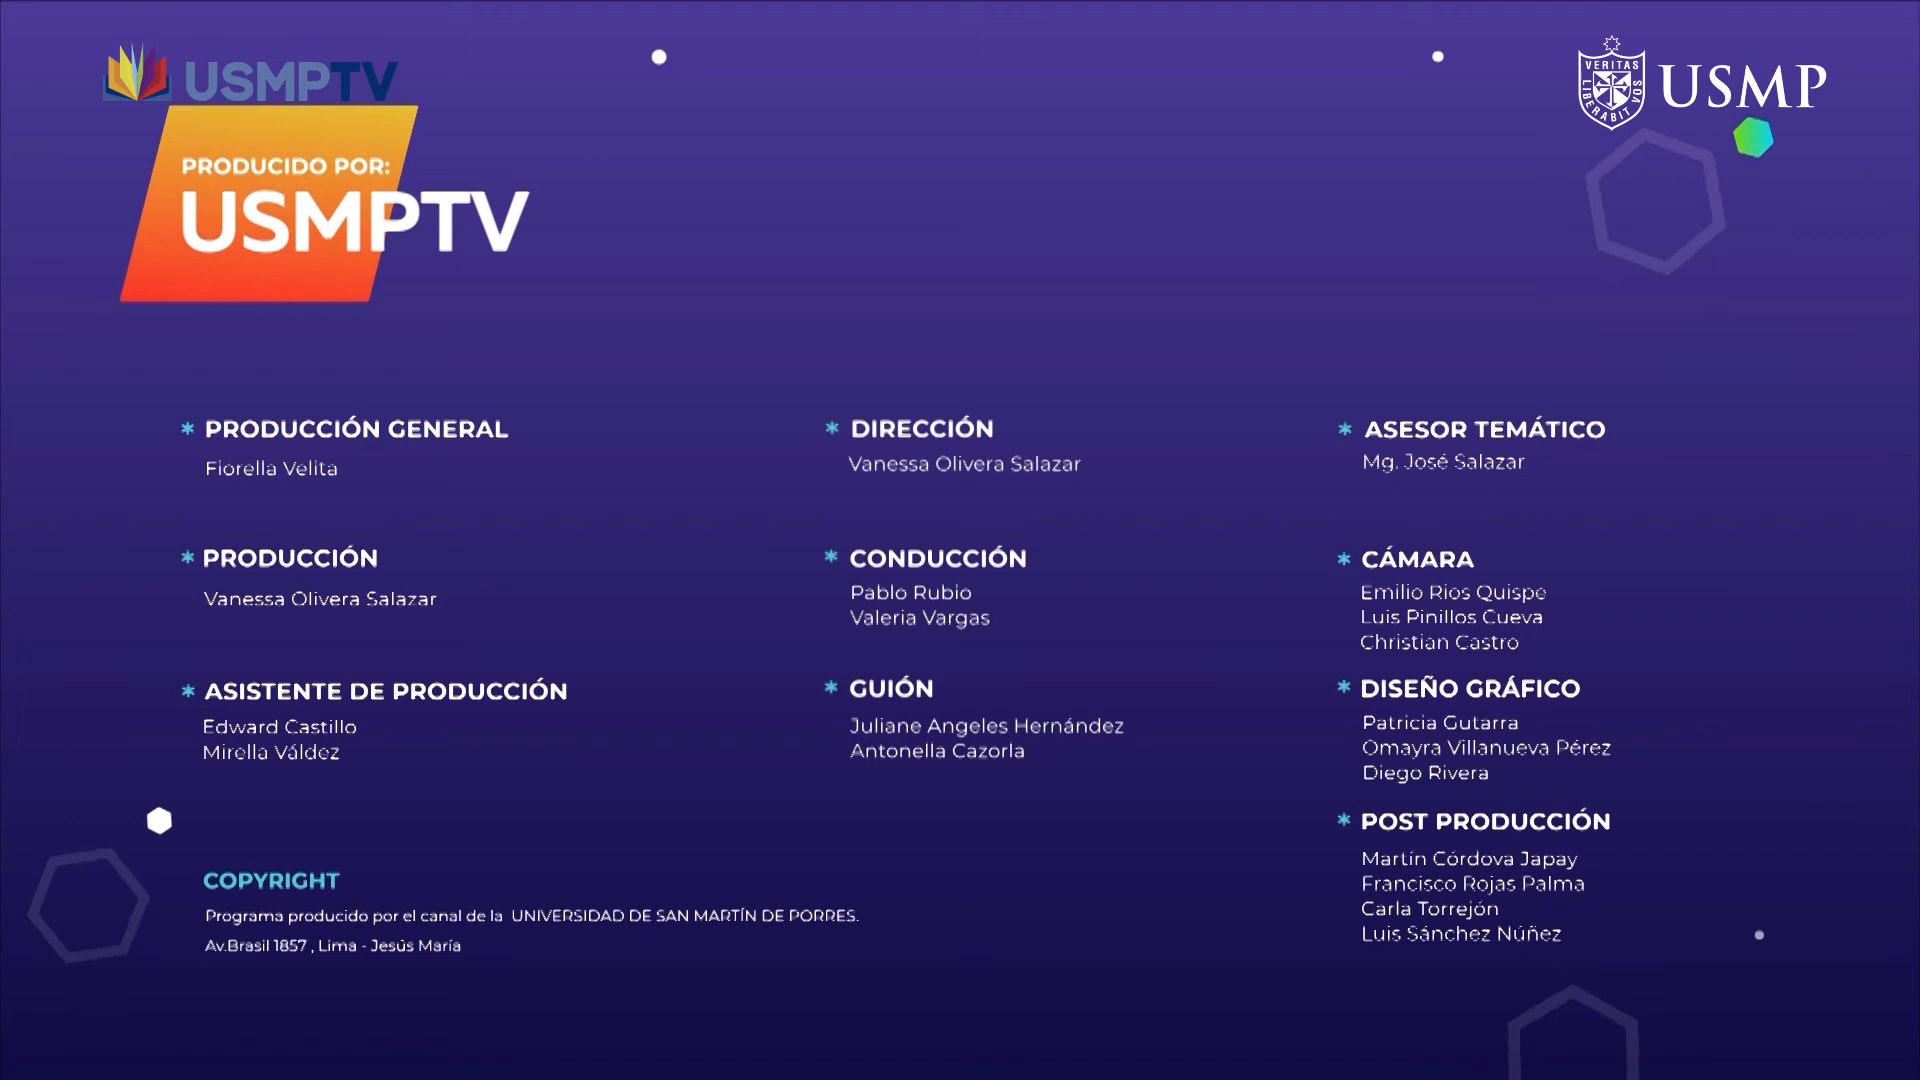 USMPTV
VERITAS
LIBERABIT VOS
USMP
PRODUCIDO POR:
USMPTV
* PRODUCCIÓN GENERAL
Fiorella Velita
* DIRECCIÓN
Vanessa Olivera Salazar
* ASESOR TEMÁTICO
Mg. José Salazar
* PRODUCCIÓN
Vanessa Olivera Salazar
* CONDUCCIÓN
Pablo Rubio
Valeria Vargas
* CÁMARA
Emilio Rios Quispe
Luis Pinillos Cueva
Christian Castro
* ASISTENTE DE PRODUCCIÓN
Edward Castillo
Mirella Váldez
* GUIÓN
Juliane Angeles Hernández
Antonella Cazorla
* DISEÑO GRÁFICO
Patricia Gutarra
Omayra Villanueva Pérez
Diego Rivera
* POST PRODUCCIÓN
Martín Córdova Japay
Francisco Rojas Palma
Carla Torrejón
Luis Sánchez Núñez
COPYRIGHT
Programa producido por el canal de la UNIVERSIDAD DE SAN MARTÍN DE PORRES.
Av.Brasil 1857 , Lima - Jesús María